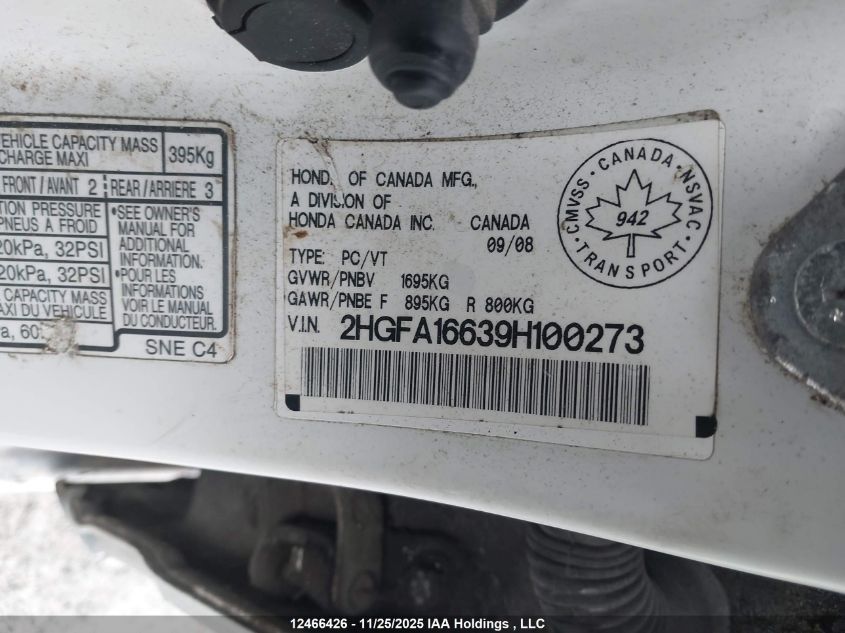 VEHICLE CAPACITY MASS
CHARGE MAXI 395Kg
FRONT/AVANT 2 REAR/ARRIERE 3
PRESSURE
PNEUS A FROID
20kPa, 32PSI
20kPa, 32PSI
CAPACITY MASS
DU VEHICULE
60
•SEE OWNER'S
MANUAL FOR
ADDITIONAL
INFORMATION.
•POUR LES
INFORMATIONS
VOIR LE MANUEL
DU CONDUCTEUR.
SNE C4
HOND OF CANADA MFG.,
A DIVISION OF
HONDA CANADA INC. CANADA
09/08
TYPE: PC/VT
GVWR/PNBV 1695KG
GAWR/PNBE F 895KG R 800KG
V.I.N. 2HGFA16639H100273
CMVSS · CANADA · NSVAC
942
· TRANSPORT ·
12466426 - 11/25/2025 IAA Holdings, LLC